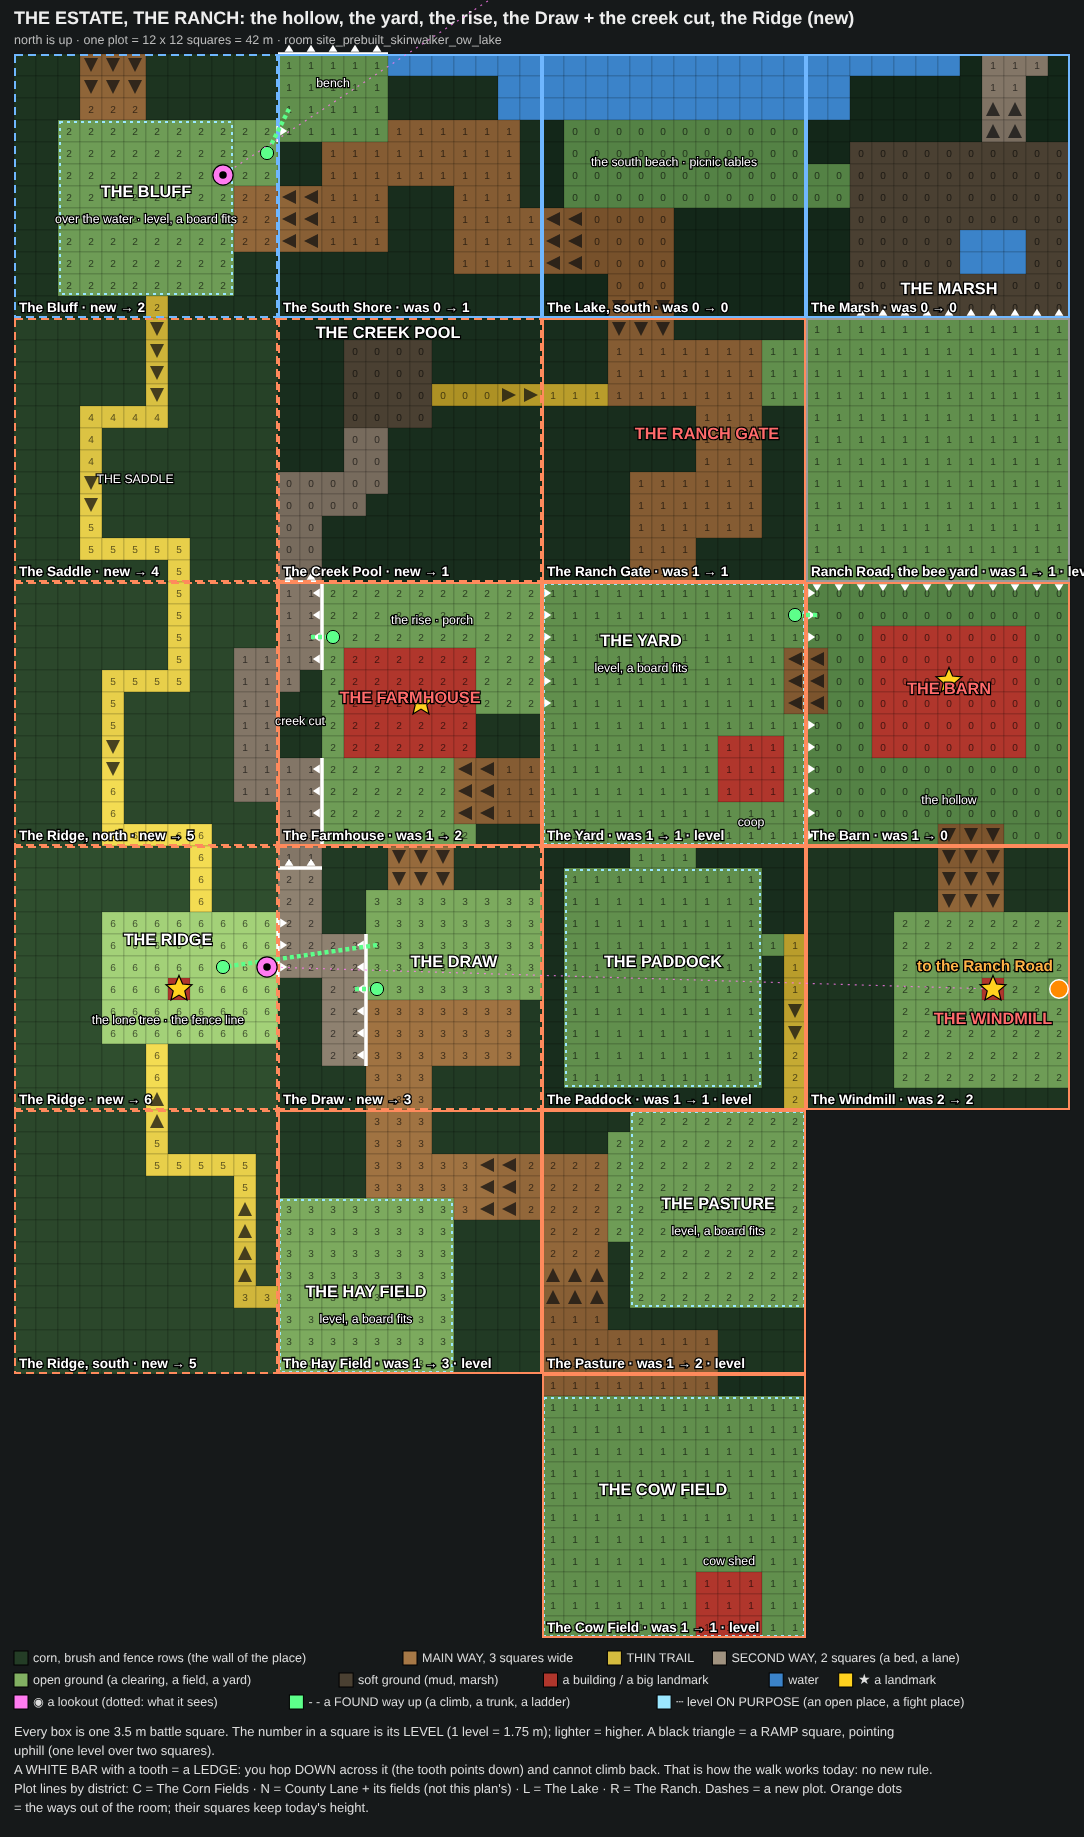 THE ESTATE, THE RANCH: the hollow, the yard, the rise, the Draw + the creek cut, the Ridge (new)
north is up · one plot = 12 x 12 squares = 42 m · room site_prebuilt_skinwalker_ow_lake
bench
the south beach · picnic tables
THE BLUFF
over the water · level, a board fits
THE MARSH
The Bluff · new → 2
The South Shore · was 0 → 1
The Lake, south · was 0 → 0
The Marsh · was 0 → 0
THE CREEK POOL
THE RANCH GATE
THE SADDLE
The Saddle · new → 4
The Creek Pool · new → 1
The Ranch Gate · was 1 → 1
Ranch Road, the bee yard · was 1 → 1 · lev
the rise · porch
THE YARD
level, a board fits
THE FARMHOUSE
THE BARN
creek cut
the hollow
coop
The Ridge, north · new → 5
The Farmhouse · was 1 → 2
The Yard · was 1 → 1 · level
The Barn · was 1 → 0
THE RIDGE
THE DRAW
THE PADDOCK
to the Ranch Road
the lone tree · the fence line
THE WINDMILL
The Ridge · new → 6
The Draw · new → 3
The Paddock · was 1 → 1 · level
The Windmill · was 2 → 2
THE PASTURE
level, a board fits
THE HAY FIELD
level, a board fits
The Ridge, south · new → 5
The Hay Field · was 1 → 3 · level
The Pasture · was 1 → 2 · level
THE COW FIELD
cow shed
The Cow Field · was 1 → 1 · level
corn, brush and fence rows (the wall of the place)
MAIN WAY, 3 squares wide
THIN TRAIL
SECOND WAY, 2 squares (a bed, a lane)
open ground (a clearing, a field, a yard)
soft ground (mud, marsh)
a building / a big landmark
water
★ a landmark
◉ a lookout (dotted: what it sees)
- - a FOUND way up (a climb, a trunk, a ladder)
┄ level ON PURPOSE (an open place, a fight place)
Every box is one 3.5 m battle square. The number in a square is its LEVEL (1 level = 1.75 m); lighter = higher. A black triangle = a RAMP square, pointing
uphill (one level over two squares).
A WHITE BAR with a tooth = a LEDGE: you hop DOWN across it (the tooth points down) and cannot climb back. That is how the walk works today: no new rule.
Plot lines by district: C = The Corn Fields · N = County Lane + its fields (not this plan's) · L = The Lake · R = The Ranch. Dashes = a new plot. Orange dots
= the ways out of the room; their squares keep today's height.